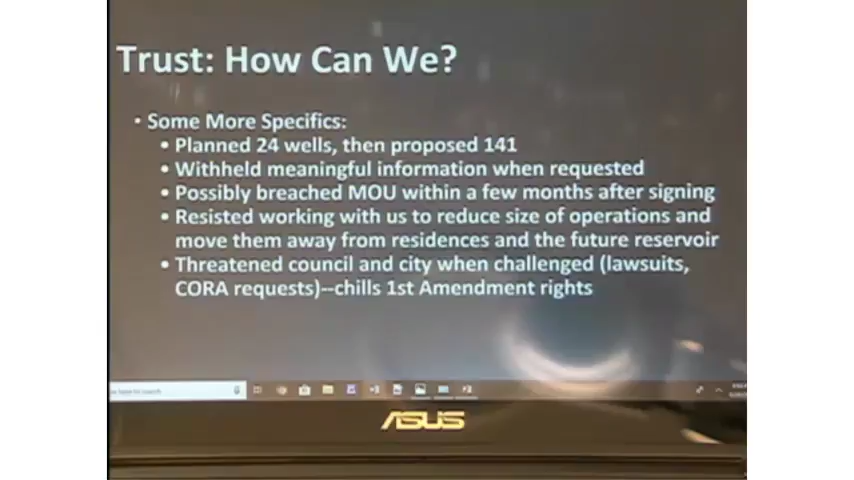 Trust: How Can We?
• Some More Specifics:
• Planned 24 wells, then proposed 141
• Withheld meaningful information when requested
• Possibly breached MOU within a few months after signing
• Resisted working with us to reduce size of operations and
move them away from residences and the future reservoir
• Threatened council and city when challenged (lawsuits,
CORA requests)--chills 1st Amendment rights
ASUS